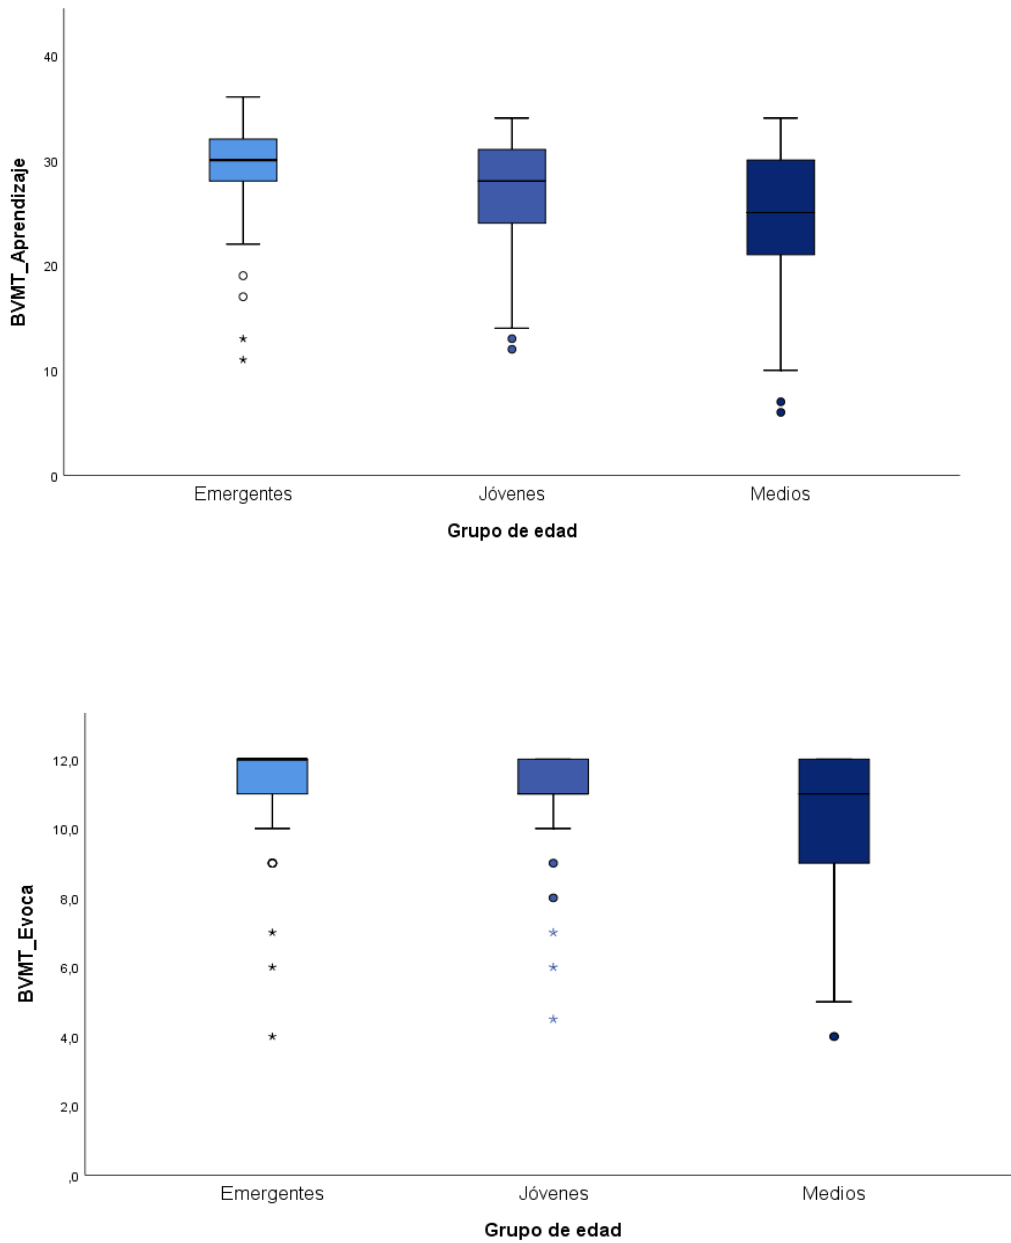 BVMT_Aprendizaje
40
30
20
10
0
Emergentes Jóvenes Medios
Grupo de edad
BVMT_Evoca
12,0
10,0
8,0
6,0
4,0
2,0
,0
Emergentes Jóvenes Medios
Grupo de edad